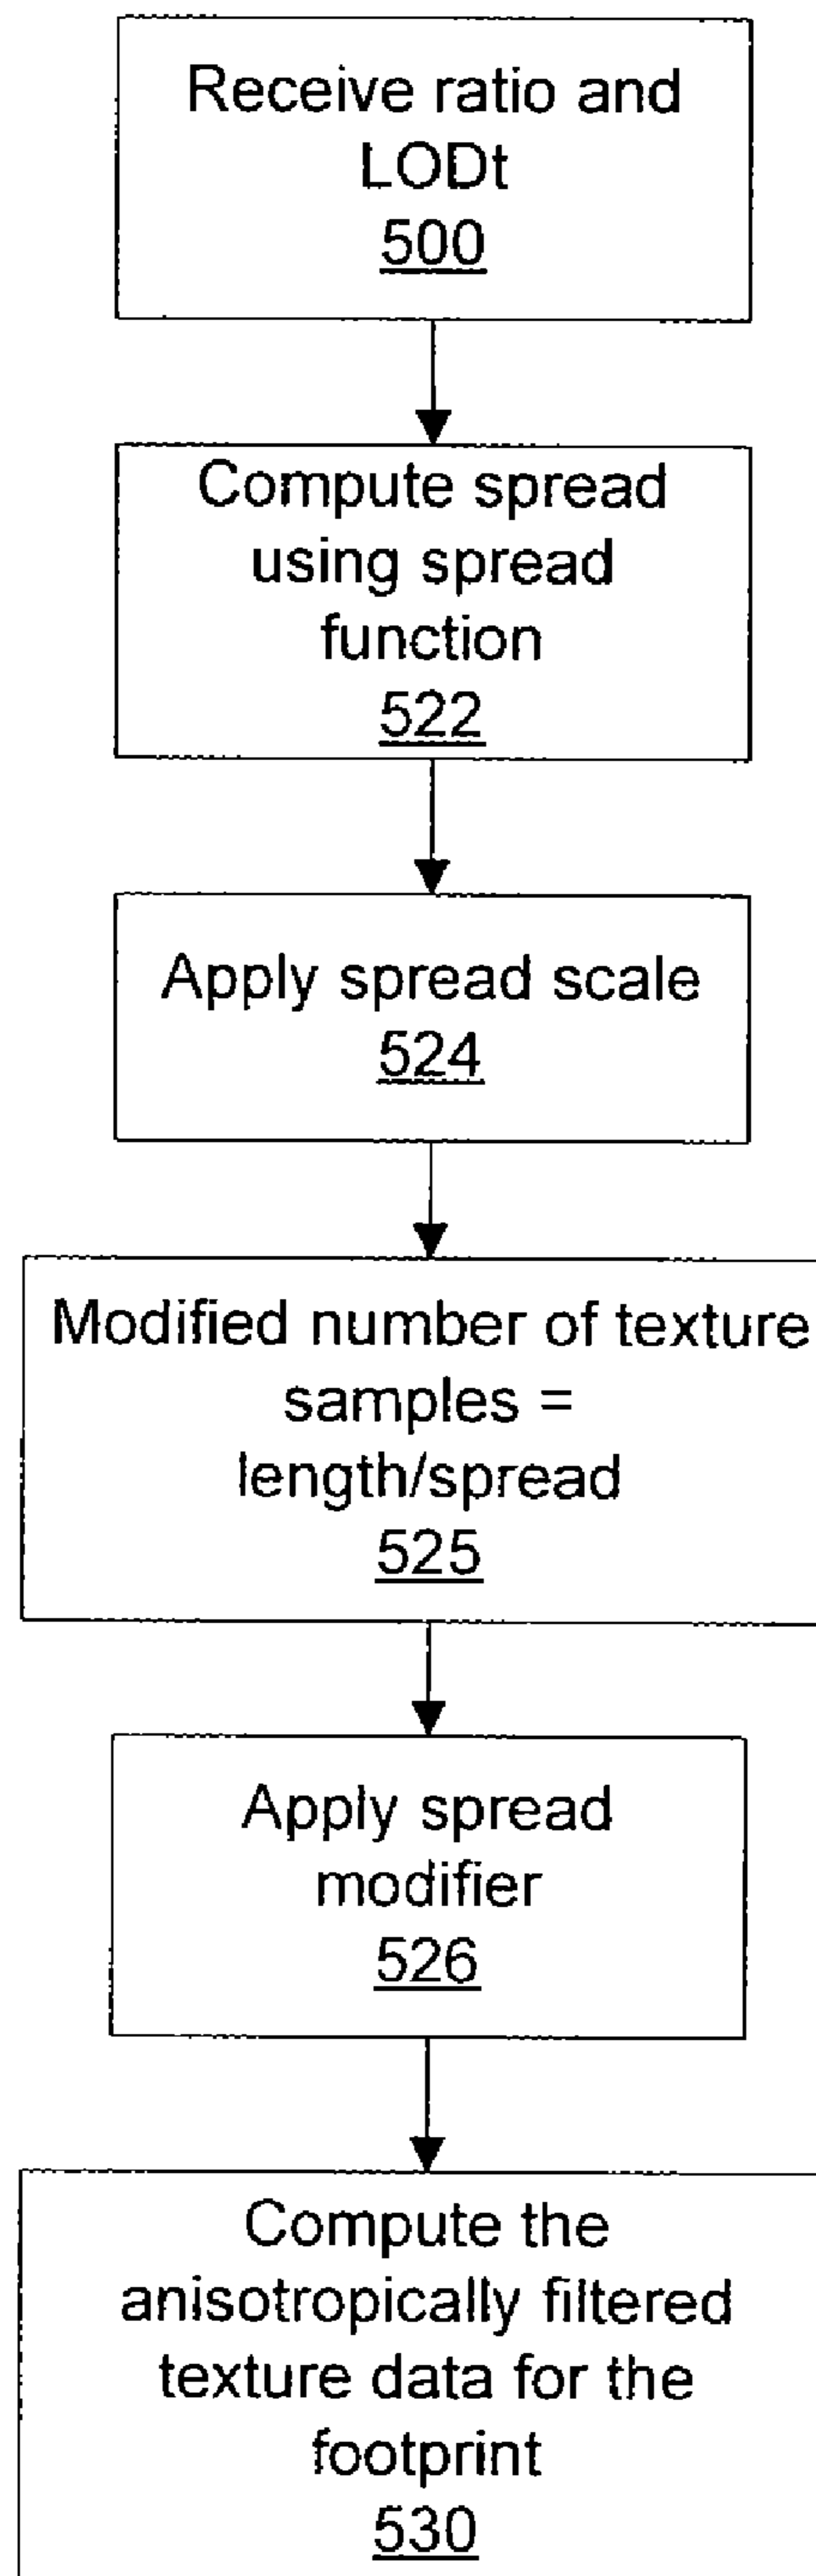 Receive ratio and
LODt
500
Compute spread
using spread
function
522
Apply spread scale
524
Modified number of texture
samples =
length/spread
525
Apply spread
modifier
526
Compute the
anisotropically filtered
texture data for the
footprint
530